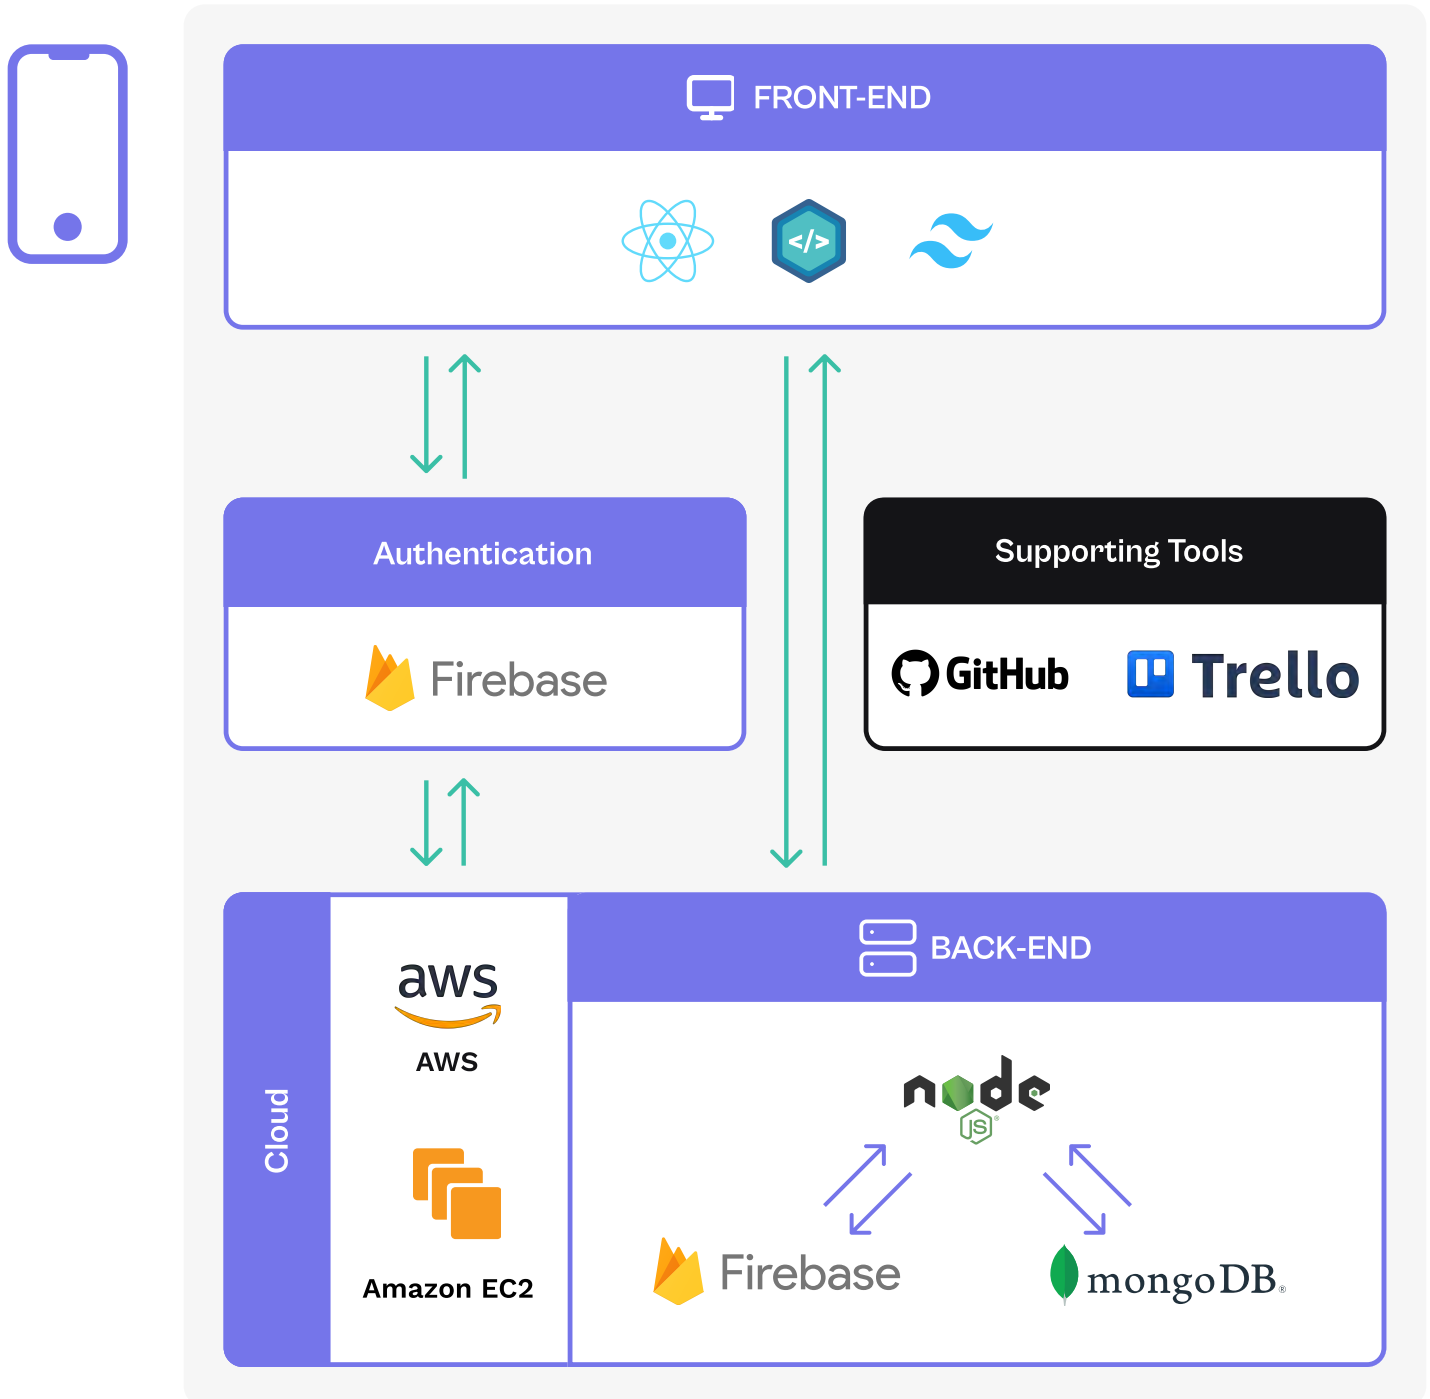 FRONT-END
</>
Authentication
Firebase
Supporting Tools
GitHub
Trello
Cloud
aws
AWS
Amazon EC2
BACK-END
node
JS®
Firebase
mongoDB®